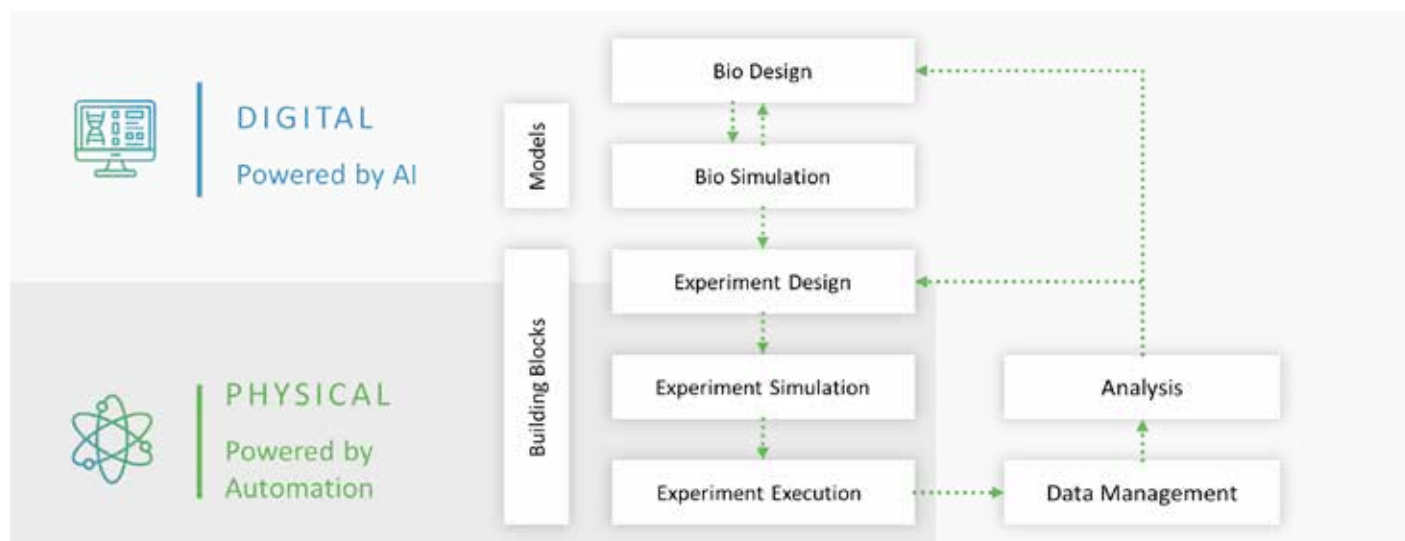 DIGITAL
Powered by AI
Models
Bio Design
Bio Simulation
Building Blocks
Experiment Design
PHYSICAL
Powered by
Automation
Experiment Simulation
Experiment Execution
Analysis
Data Management